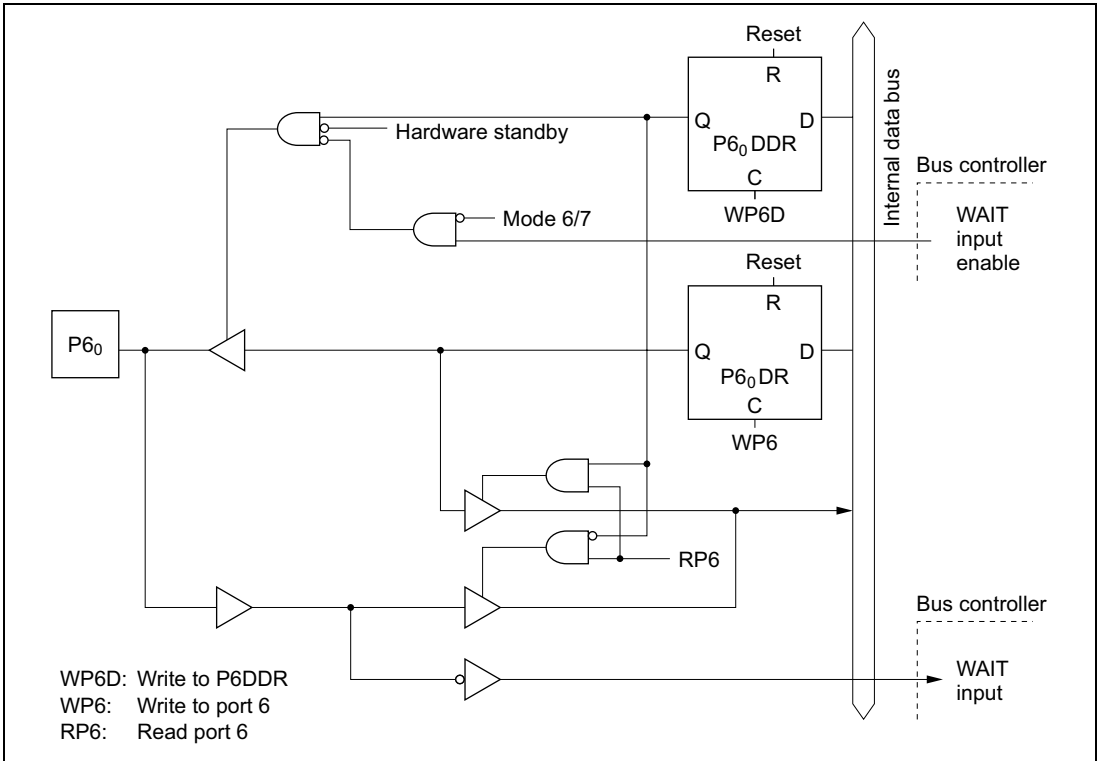 Reset
R
Q
D
P6₀ DDR
C
WP6D
Hardware standby
Mode 6/7
Internal data bus
Bus controller
WAIT
input
enable
Reset
R
Q
D
P6₀ DR
C
WP6
P6₀
RP6
Bus controller
WAIT
input
WP6D: Write to P6DDR
WP6: Write to port 6
RP6: Read port 6